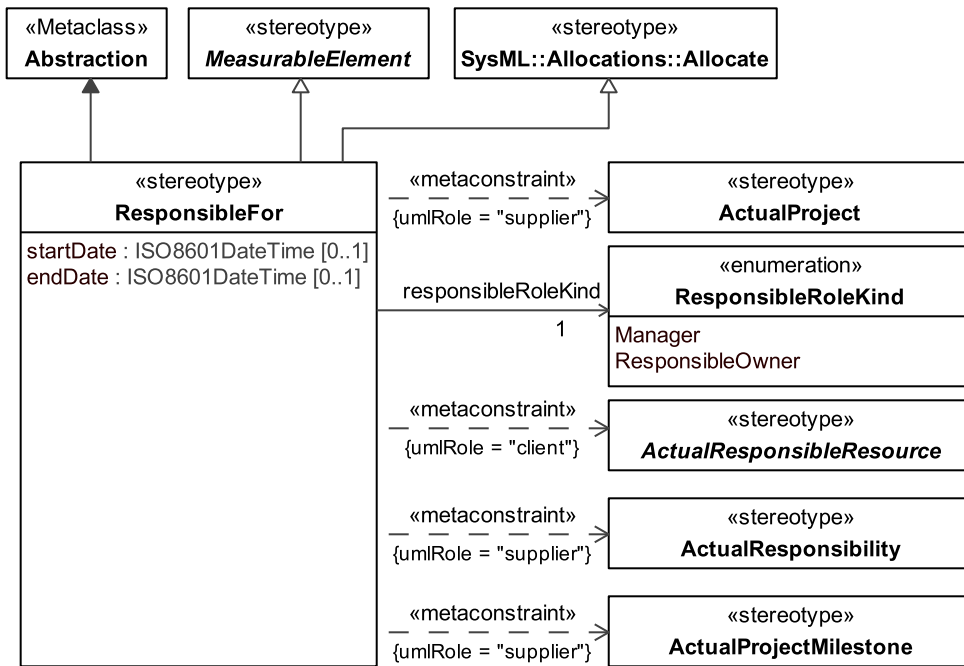 «Metaclass»
Abstraction
«stereotype»
MeasurableElement
«stereotype»
SysML::Allocations::Allocate
«stereotype»
ResponsibleFor
startDate : ISO8601DateTime [0..1]
endDate : ISO8601DateTime [0..1]
«metaconstraint»
{umlRole = "supplier"}
«stereotype»
ActualProject
responsibleRoleKind
1
«enumeration»
ResponsibleRoleKind
Manager
ResponsibleOwner
«metaconstraint»
{umlRole = "client"}
«stereotype»
ActualResponsibleResource
«metaconstraint»
{umlRole = "supplier"}
«stereotype»
ActualResponsibility
«metaconstraint»
{umlRole = "supplier"}
«stereotype»
ActualProjectMilestone